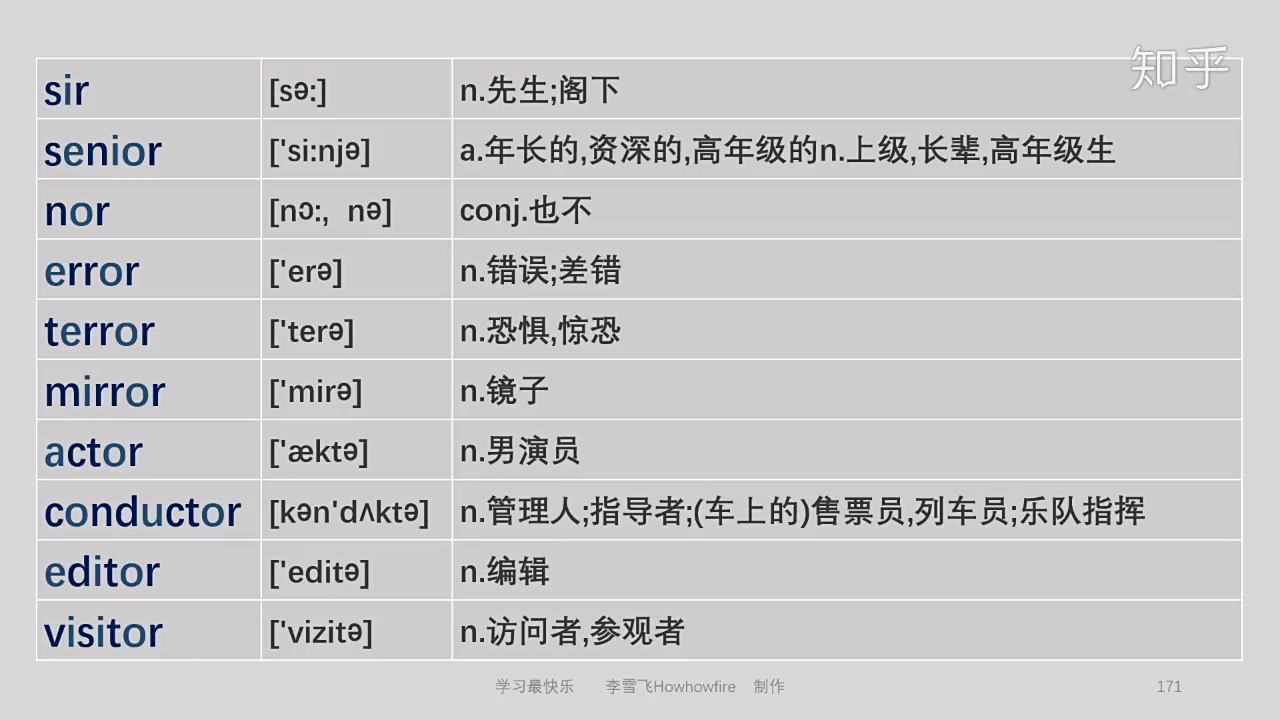 知乎
sir [sə:] n.先生;阁下
senior ['si:njə] a.年长的,资深的,高年级的n.上级,长辈,高年级生
nor [nɔ:, nə] conj.也不
error ['erə] n.错误;差错
terror ['terə] n.恐惧,惊恐
mirror ['mirə] n.镜子
actor ['æktə] n.男演员
conductor [kən'dʌktə] n.管理人;指导者;(车上的)售票员,列车员;乐队指挥
editor ['editə] n.编辑
visitor ['vizitə] n.访问者,参观者
学习最快乐 李雪飞Howhowfire 制作 171